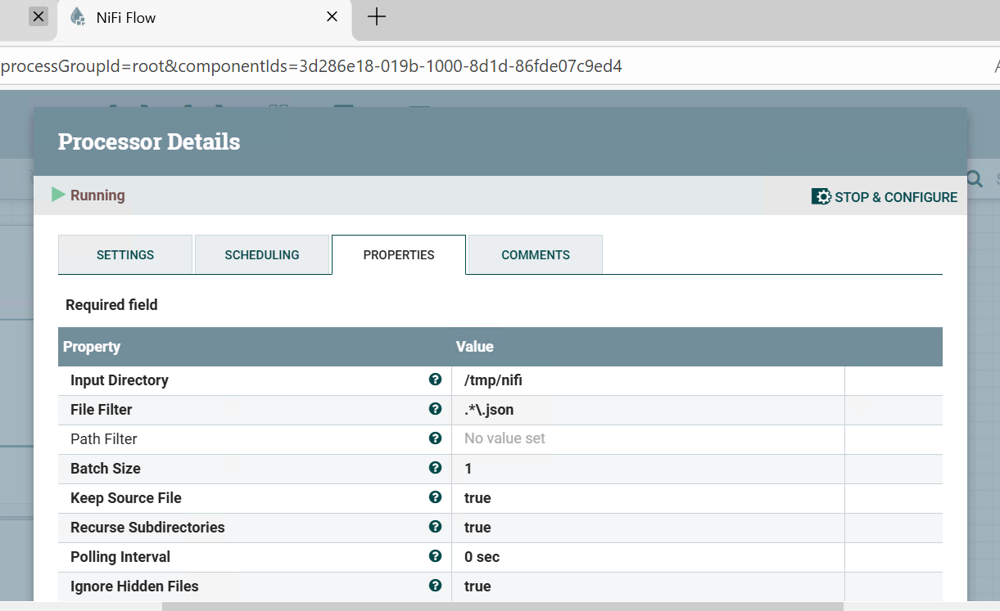 NiFi Flow
processGroupId=root&componentIds=3d286e18-019b-1000-8d1d-86fde07c9ed4
Processor Details
Running
STOP & CONFIGURE
SETTINGS
SCHEDULING
PROPERTIES
COMMENTS
Required field
Property Value
Input Directory /tmp/nifi
File Filter .*\.json
Path Filter No value set
Batch Size 1
Keep Source File true
Recurse Subdirectories true
Polling Interval 0 sec
Ignore Hidden Files true